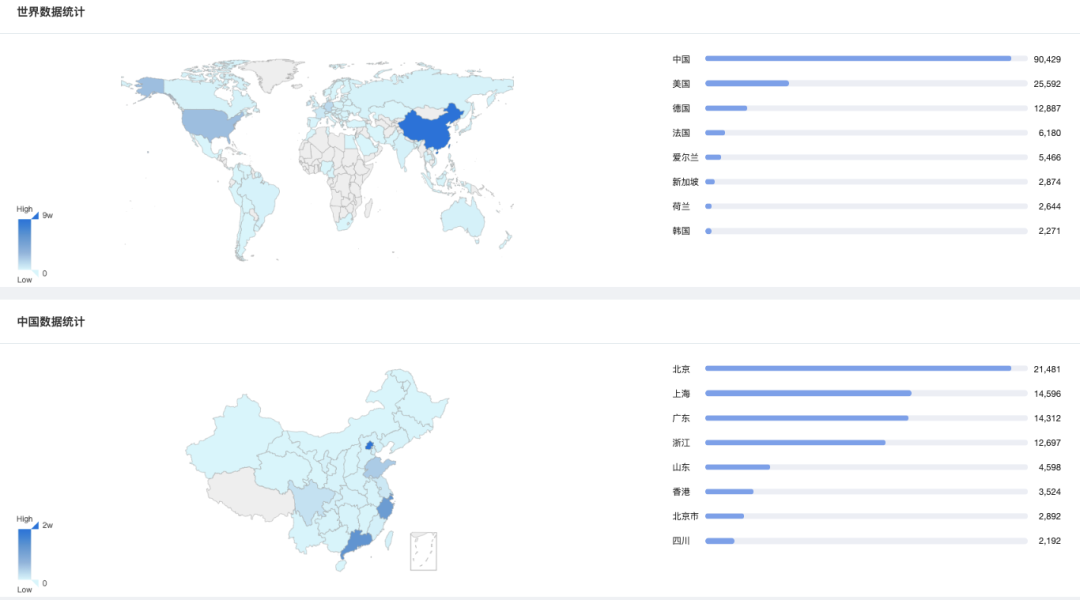 世界数据统计
中国 90,429
美国 25,592
德国 12,887
法国 6,180
爱尔兰 5,466
新加坡 2,874
荷兰 2,644
韩国 2,271
High
9w
0
Low
中国数据统计
北京 21,481
上海 14,596
广东 14,312
浙江 12,697
山东 4,598
香港 3,524
北京市 2,892
四川 2,192
High
2w
0
Low